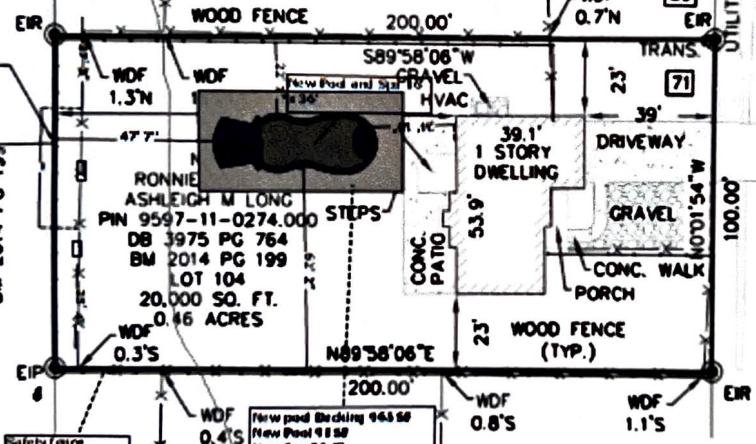 EIR
WOOD FENCE
200.00'
0.7'N
EIR
UTILIT
S89°58'06"W
TRANS.
WDF
1.3'N
WDF
GRAVEL
New Pool and Spa 18'
x 36'
HVAC
23'
71
39'
47'7'
39.1'
1 STORY
DWELLING
DRIVEWAY
RONNIE
ASHLEIGH M LONG
PIN 9597-11-0274.000
DB 3975 PG 764
BM 2014 PG 199
LOT 104
20,000 SQ. FT.
0.46 ACRES
STEPS
CONC.
PATIO
53.9'
GRAVEL
N0°01'54"W
100.00'
CONC. WALK
PORCH
WDF
0.3'S
23'
WOOD FENCE
(TYP.)
EIP
N89°58'06"E
200.00'
EIR
WDF
0.4'S
WDF
0.8'S
WDF
1.1'S